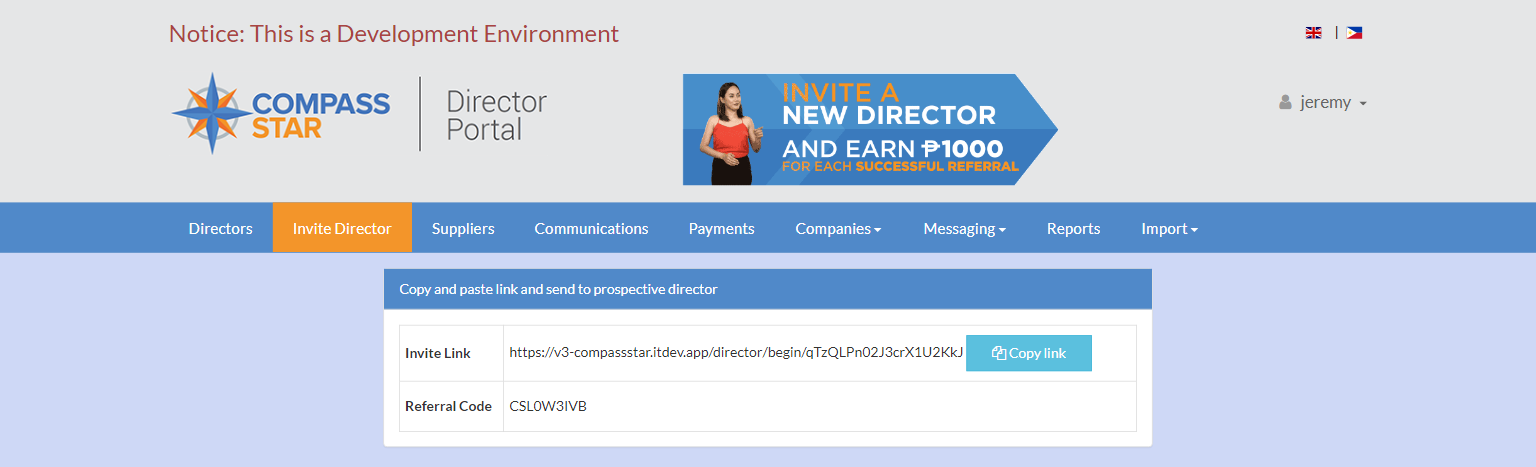 Notice: This is a Development Environment
|
COMPASS
STAR
Director
Portal
INVITE A
NEW DIRECTOR
AND EARN ₱1000
FOR EACH SUCCESSFUL REFERRAL
jeremy
Directors Invite Director Suppliers Communications Payments Companies Messaging Reports Import
Copy and paste link and send to prospective director
Invite Link https://v3-compassstar.itdev.app/director/begin/qTzQLPn02J3crX1U2KkJ Copy link
Referral Code CSL0W3IVB